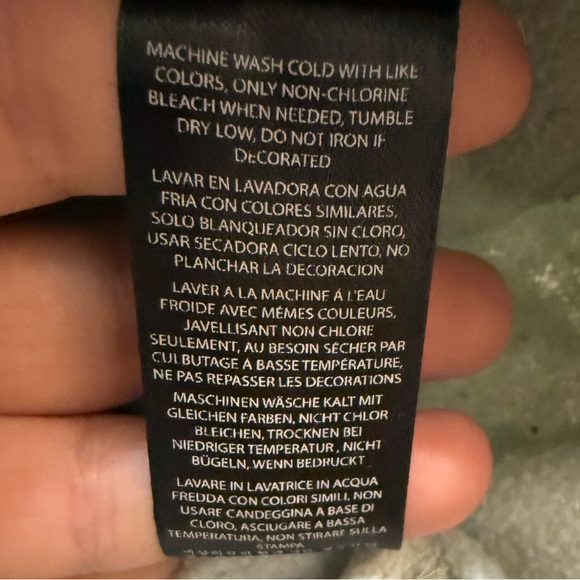 MACHINE WASH COLD WITH LIKE
COLORS, ONLY NON-CHLORINE
BLEACH WHEN NEEDED, TUMBLE
DRY LOW, DO NOT IRON IF
DECORATED
LAVAR EN LAVADORA CON AGUA
FRIA CON COLORES SIMILARES,
SOLO BLANQUEADOR SIN CLORO,
USAR SECADORA CICLO LENTO, NO
PLANCHAR LA DECORACION
LAVER A LA MACHINE Á L'EAU
FROIDE AVEC MÊMES COULEURS,
JAVELLISANT NON CHLORE
SEULEMENT, AU BESOIN SÉCHER PAR
CULBUTAGE À BASSE TEMPÉRATURE,
NE PAS REPASSER LES DECORATIONS
MASCHINEN WÄSCHE KALT MIT
GLEICHEN FARBEN, NICHT CHLOR
BLEICHEN, TROCKNEN BEI
NIEDRIGER TEMPERATUR, NICHT
BÜGELN, WENN BEDRUCKT
LAVARE IN LAVATRICE IN ACQUA
FREDDA CON COLORI SIMILI, NON
USARE CANDEGGINA A BASE DI
CLORO, ASCIUGARE A BASSA
TEMPERATURA, NON STIRARE SULLA
STAMPA